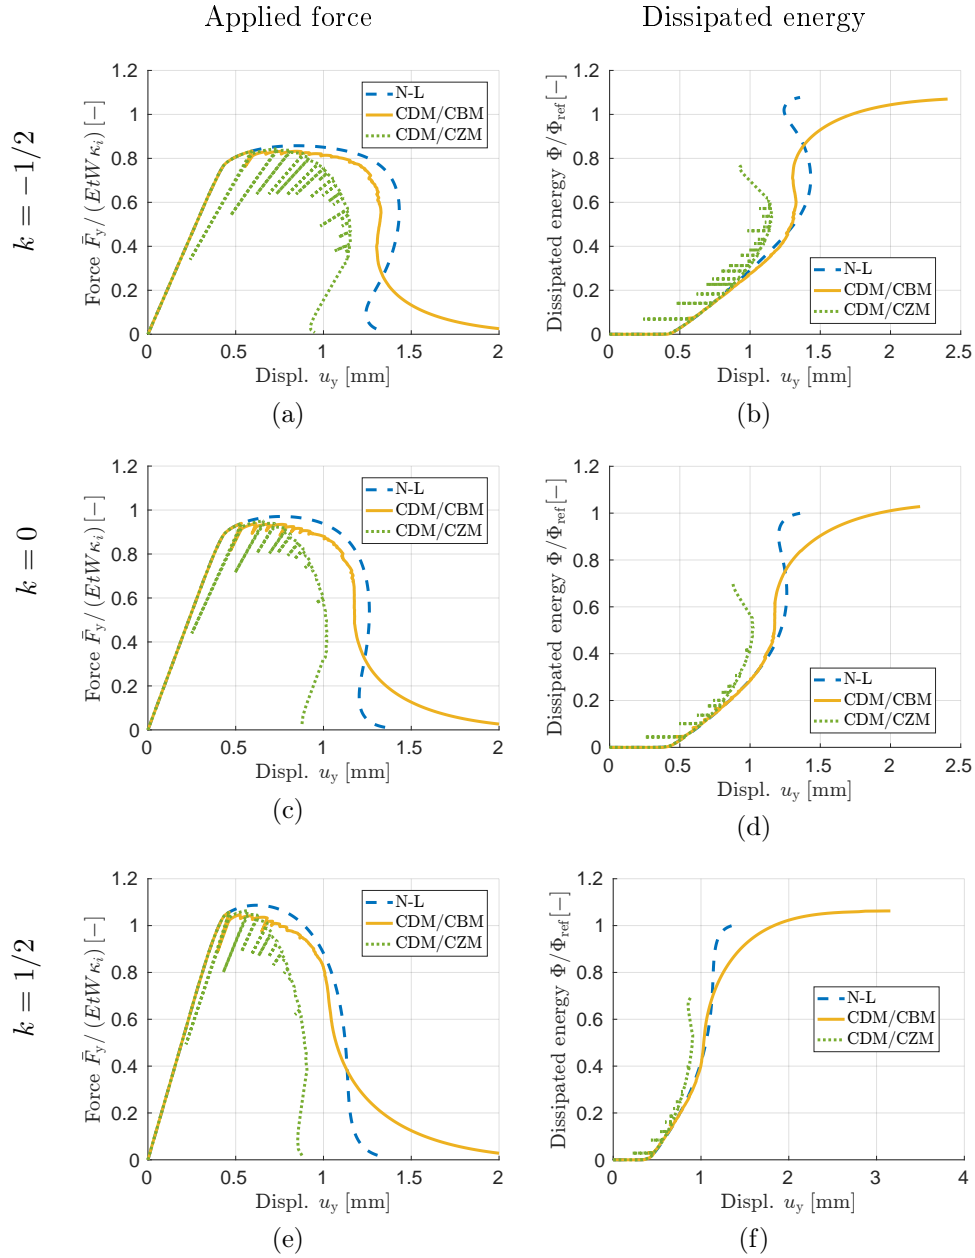 Applied force
Dissipated energy
k = −1/2
1.2
1
0.8
0.6
0.4
0.2
0
0 0.5 1 1.5 2
Force F̄y/ (EtWκi) [−]
Displ. uy [mm]
N-L
CDM/CBM
CDM/CZM
(a)
1.2
1
0.8
0.6
0.4
0.2
0
0 0.5 1 1.5 2 2.5
Dissipated energy Φ/Φref [−]
Displ. uy [mm]
N-L
CDM/CBM
CDM/CZM
(b)
k = 0
1.2
1
0.8
0.6
0.4
0.2
0
0 0.5 1 1.5 2
Force F̄y/ (EtWκi) [−]
Displ. uy [mm]
N-L
CDM/CBM
CDM/CZM
(c)
1.2
1
0.8
0.6
0.4
0.2
0
0 0.5 1 1.5 2 2.5
Dissipated energy Φ/Φref [−]
Displ. uy [mm]
N-L
CDM/CBM
CDM/CZM
(d)
k = 1/2
1.2
1
0.8
0.6
0.4
0.2
0
0 0.5 1 1.5 2
Force F̄y/ (EtWκi) [−]
Displ. uy [mm]
N-L
CDM/CBM
CDM/CZM
(e)
1.2
1
0.8
0.6
0.4
0.2
0
0 1 2 3 4
Dissipated energy Φ/Φref [−]
Displ. uy [mm]
N-L
CDM/CBM
CDM/CZM
(f)